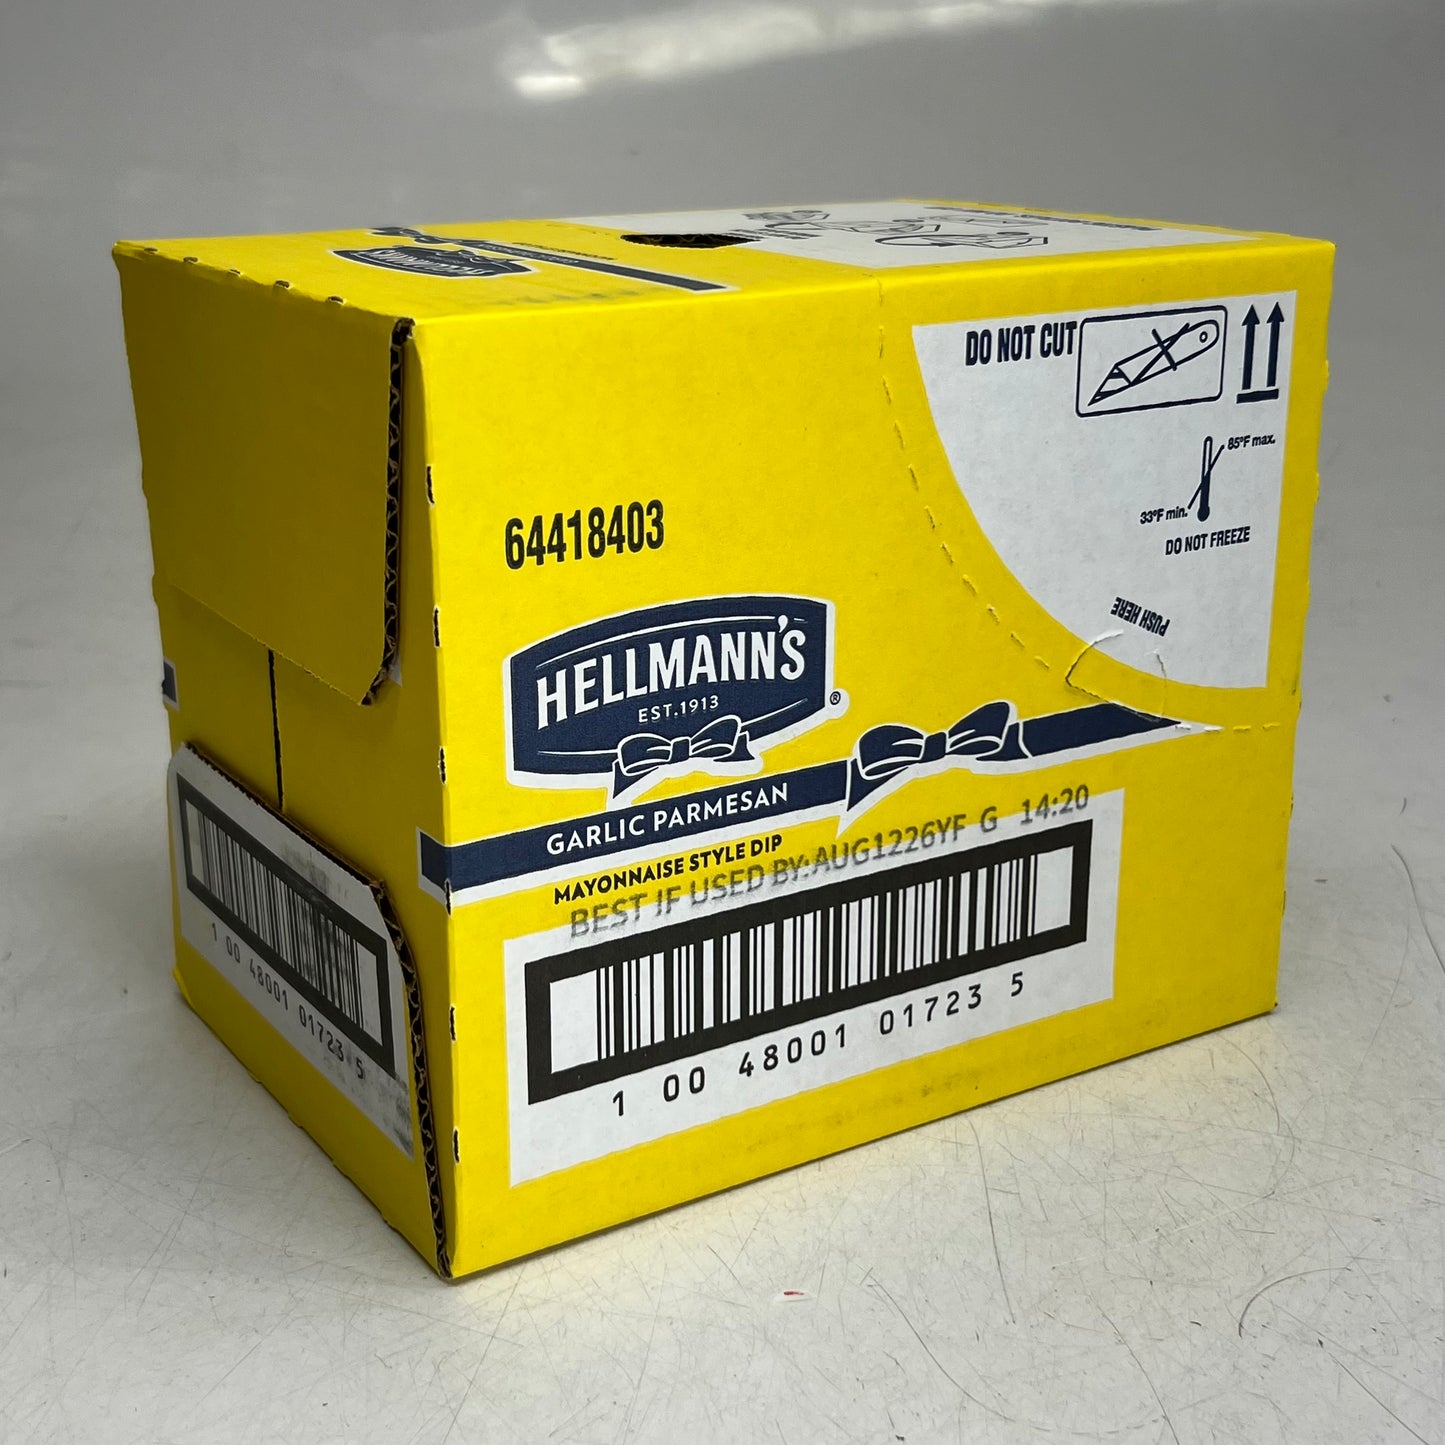 DO NOT CUT
85°F max.
33°F min.
DO NOT FREEZE
PUSH HERE
64418403
HELLMANN'S
EST.1913
®
GARLIC PARMESAN
MAYONNAISE STYLE DIP
BEST IF USED BY:AUG1226YF G 14:20
1 00 48001 01723 5
1 00 48001 01723 5